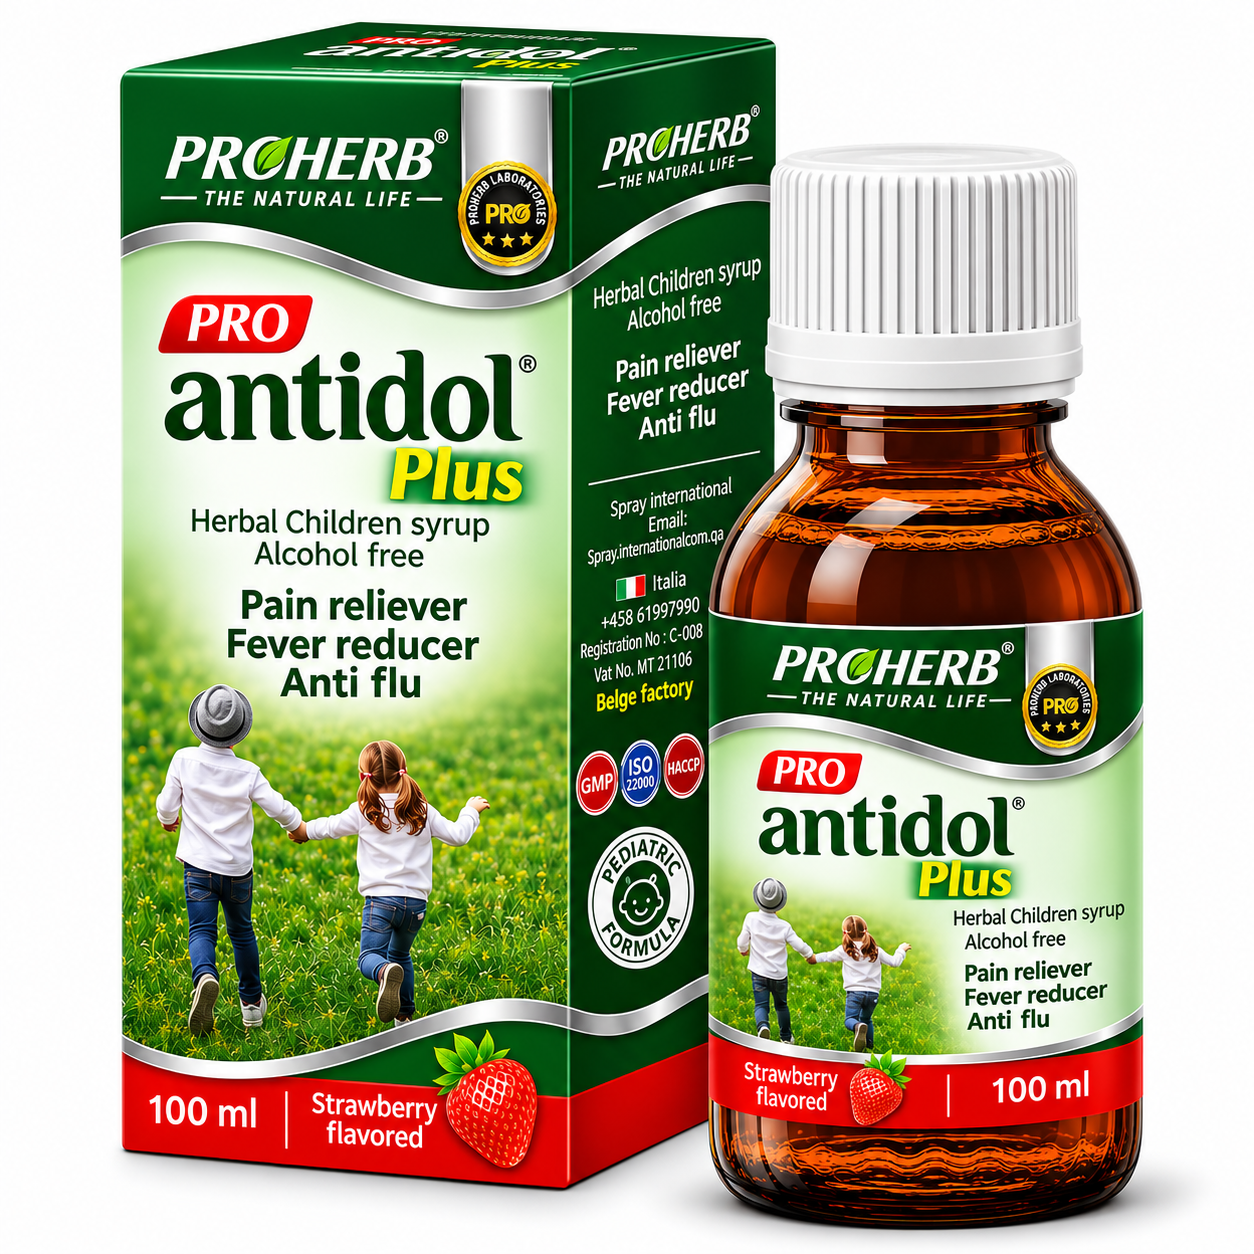 PRO
antidol®
Plus
PROHERB®
THE NATURAL LIFE
PROHERB LABORATORIES
PRO
PRO
antidol®
Plus
Herbal Children syrup
Alcohol free
Pain reliever
Fever reducer
Anti flu
100 ml
Strawberry
flavored
PROHERB®
THE NATURAL LIFE
Herbal Children syrup
Alcohol free
Pain reliever
Fever reducer
Anti flu
Spray international
Email:
Spray.internationalcom.qa
Italia
+458 61997990
Registration No : C-008
Vat No. MT 21106
Belge factory
GMP
ISO
22000
HACCP
PEDIATRIC
FORMULA
PROHERB®
THE NATURAL LIFE
PROHERB LABORATORIES
PRO
PRO
antidol®
Plus
Herbal Children syrup
Alcohol free
Pain reliever
Fever reducer
Anti flu
Strawberry
flavored
100 ml